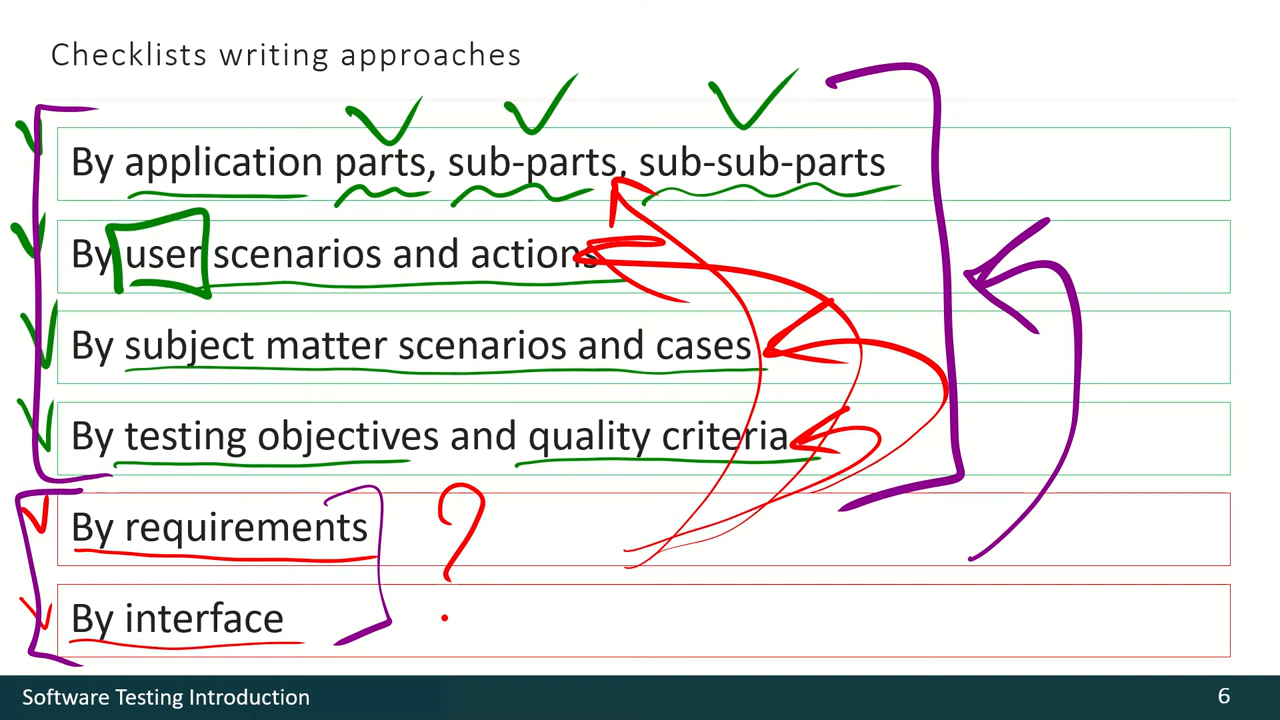 Checklists writing approaches
By application parts, sub-parts, sub-sub-parts
By user scenarios and actions
By subject matter scenarios and cases
By testing objectives and quality criteria
By requirements
?
By interface
Software Testing Introduction
6